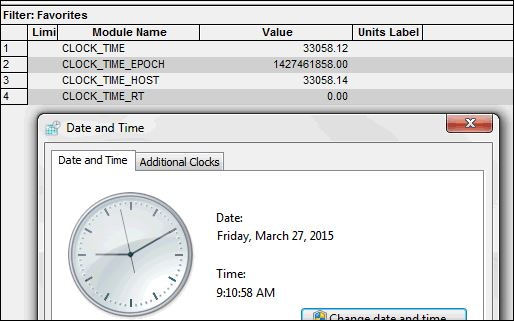 Filter: Favorites
Limi Module Name Value Units Label
1 CLOCK_TIME 33058.12
2 CLOCK_TIME_EPOCH 1427461858.00
3 CLOCK_TIME_HOST 33058.14
4 CLOCK_TIME_RT 0.00
Date and Time
Date and Time Additional Clocks
Date:
Friday, March 27, 2015
Time:
9:10:58 AM
Change date and time